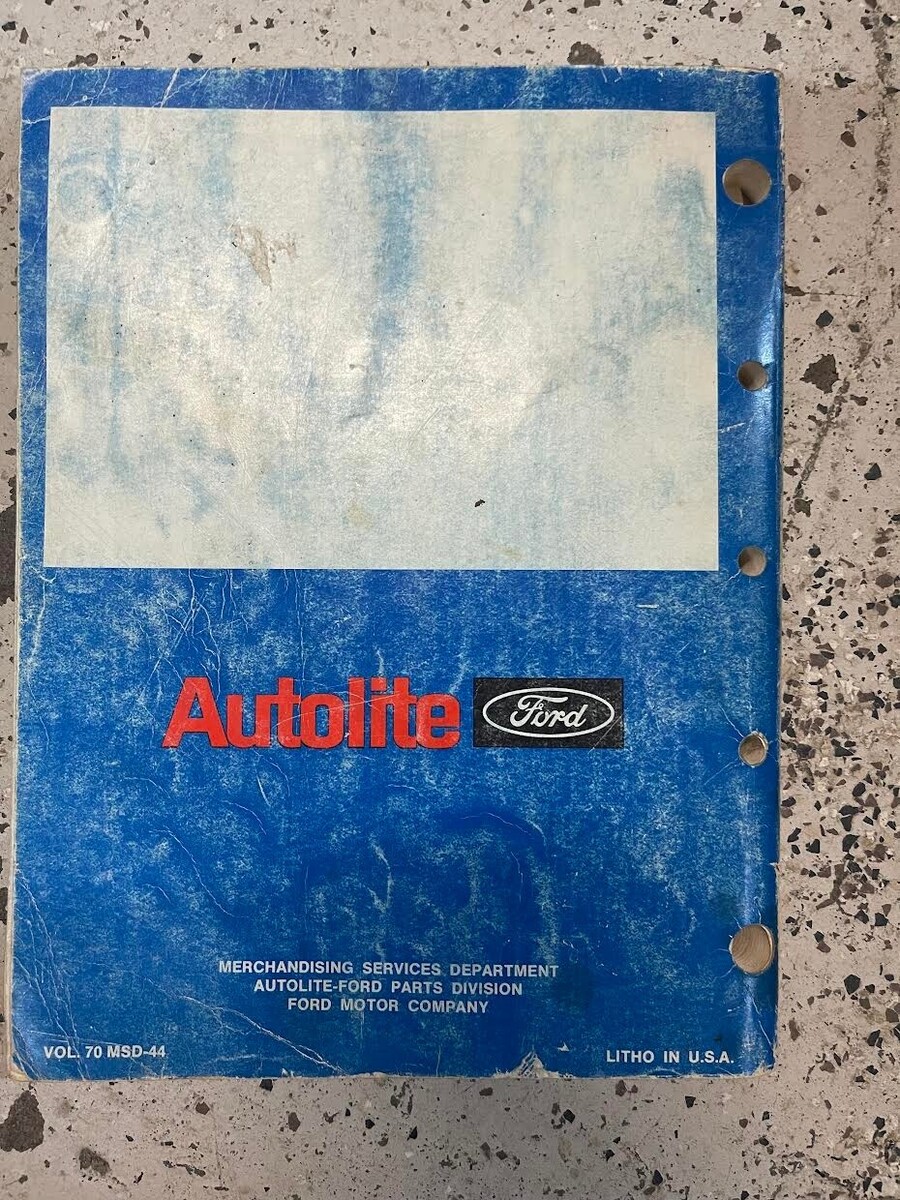 Autolite Ford
MERCHANDISING SERVICES DEPARTMENT
AUTOLITE-FORD PARTS DIVISION
FORD MOTOR COMPANY
VOL. 70 MSD-44 LITHO IN U.S.A.